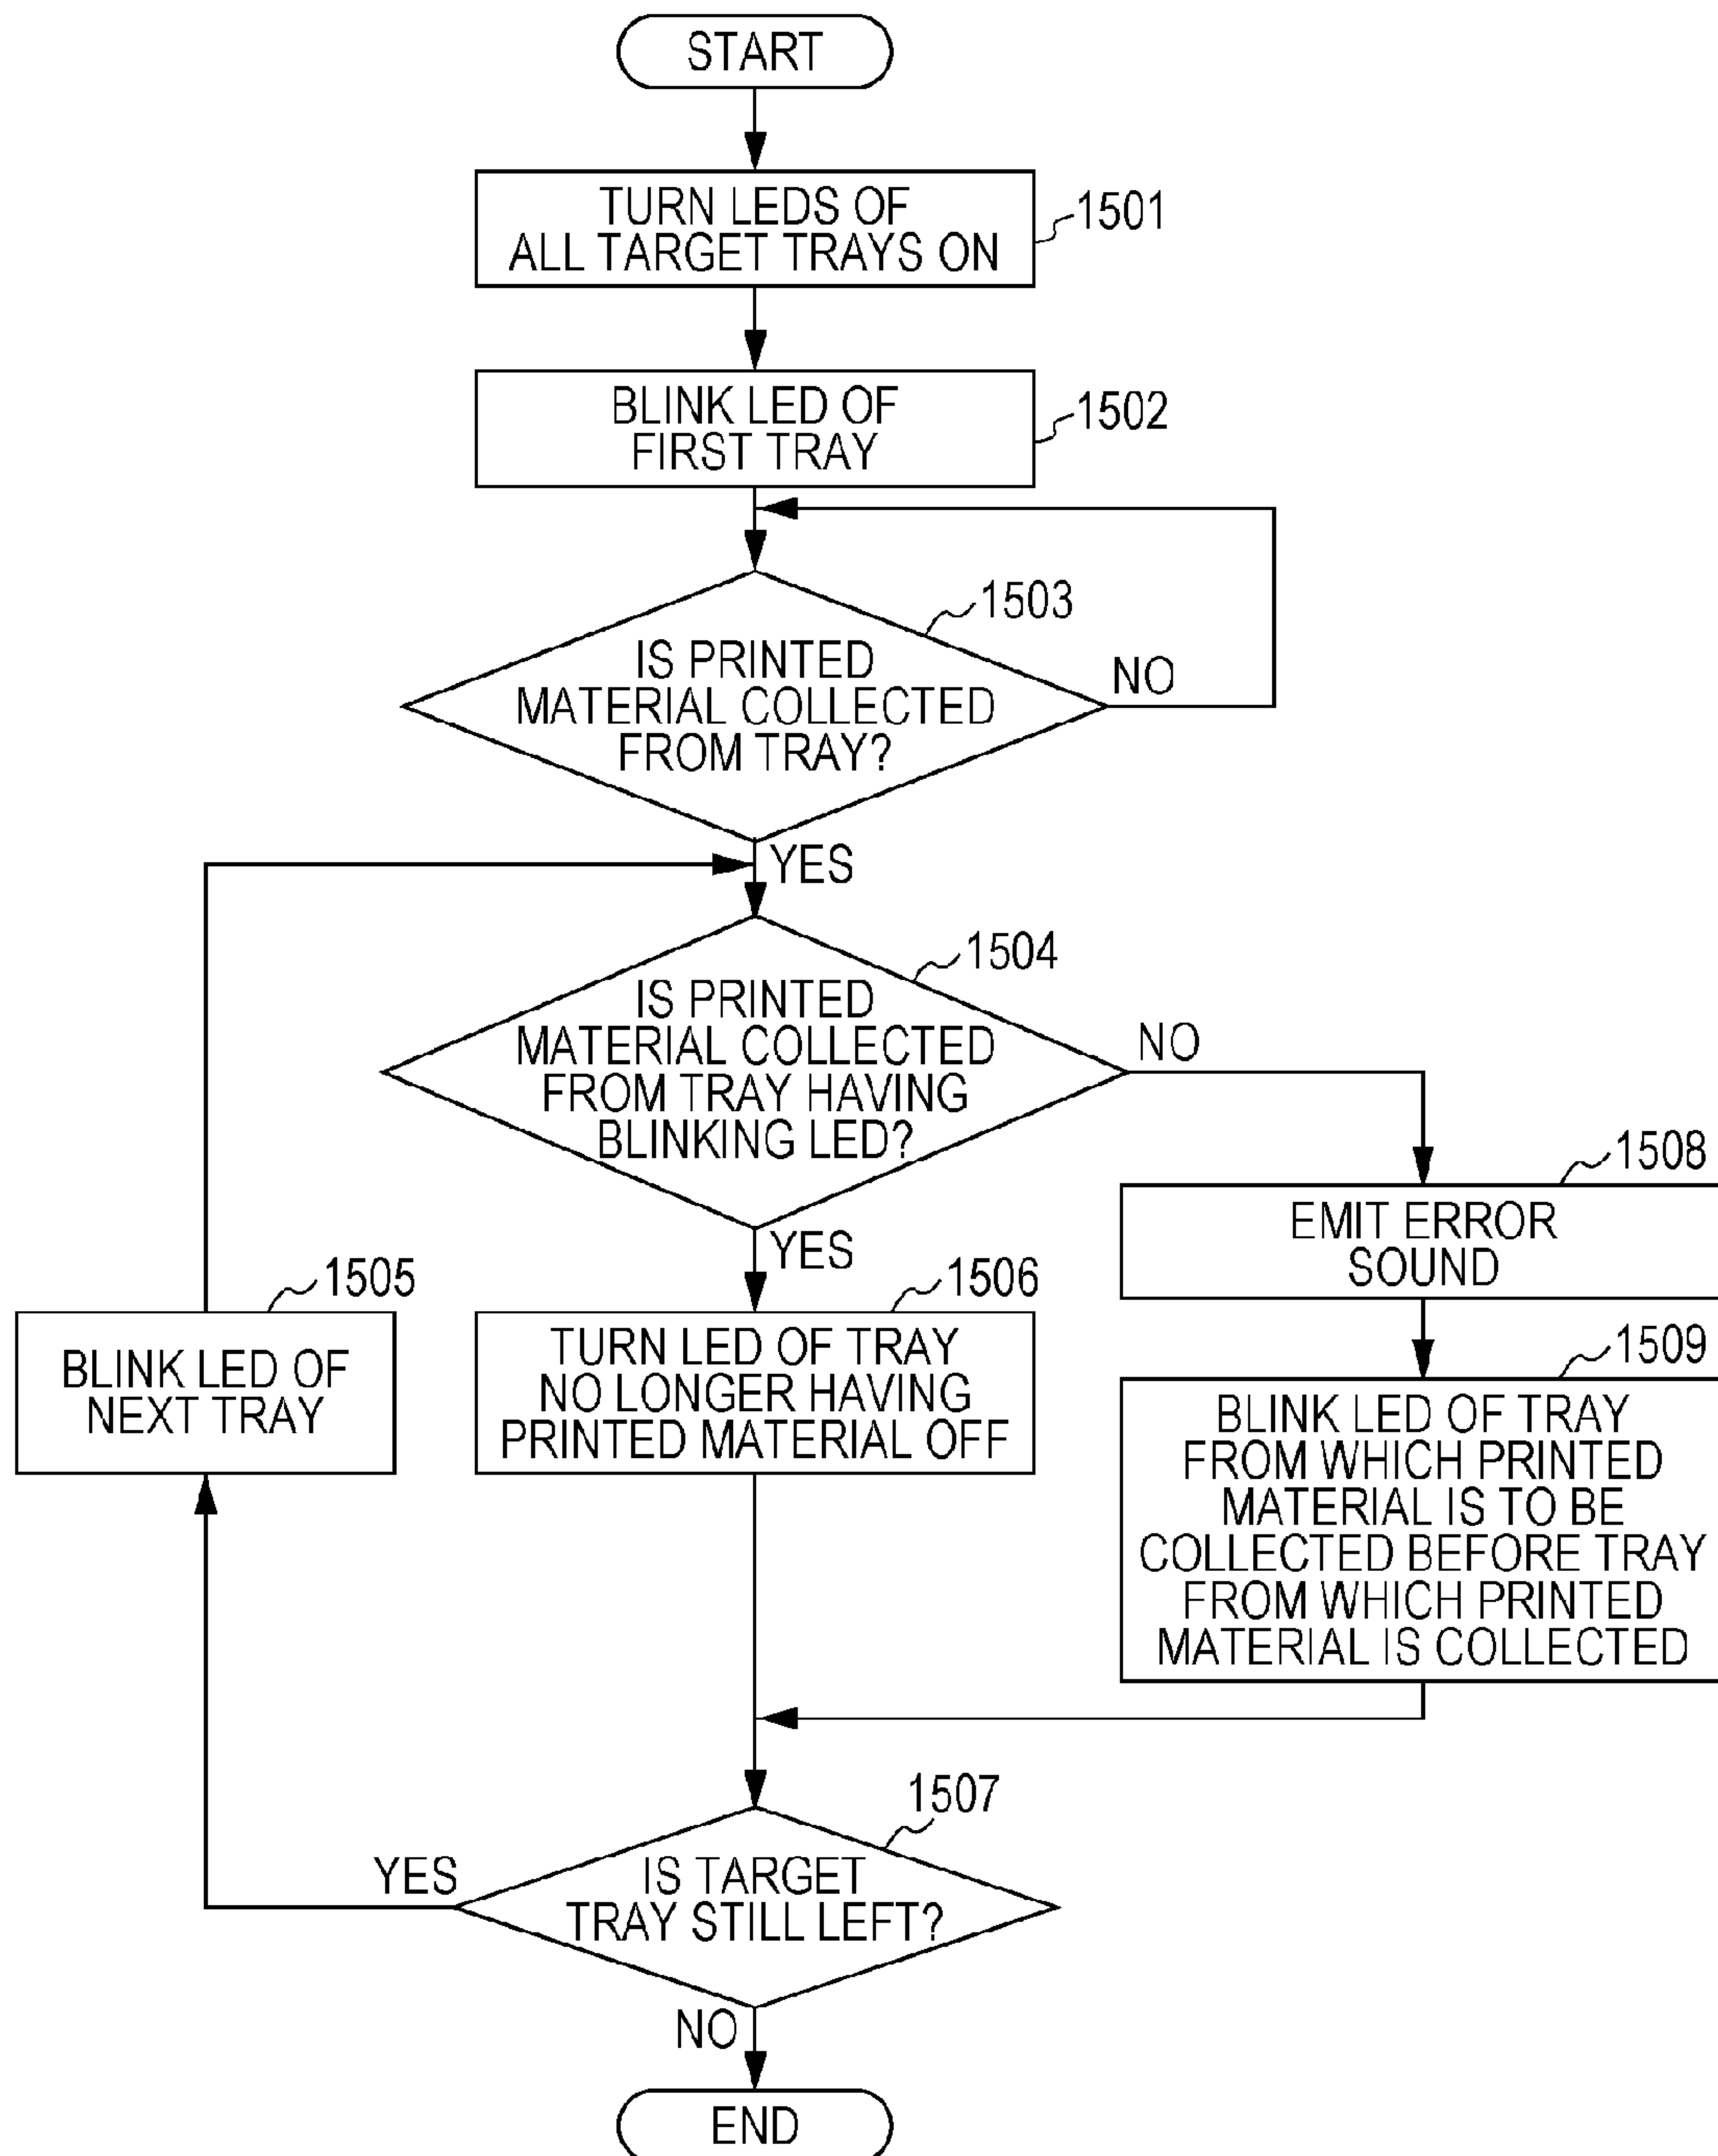 START
TURN LEDS OF
ALL TARGET TRAYS ON
1501
BLINK LED OF
FIRST TRAY
1502
1503
IS PRINTED
MATERIAL COLLECTED
FROM TRAY?
NO
YES
1504
IS PRINTED
MATERIAL COLLECTED
FROM TRAY HAVING
BLINKING LED?
NO
YES
1508
EMIT ERROR
SOUND
1505
BLINK LED OF
NEXT TRAY
1506
TURN LED OF TRAY
NO LONGER HAVING
PRINTED MATERIAL OFF
1509
BLINK LED OF TRAY
FROM WHICH PRINTED
MATERIAL IS TO BE
COLLECTED BEFORE TRAY
FROM WHICH PRINTED
MATERIAL IS COLLECTED
1507
IS TARGET
TRAY STILL LEFT?
YES
NO
END